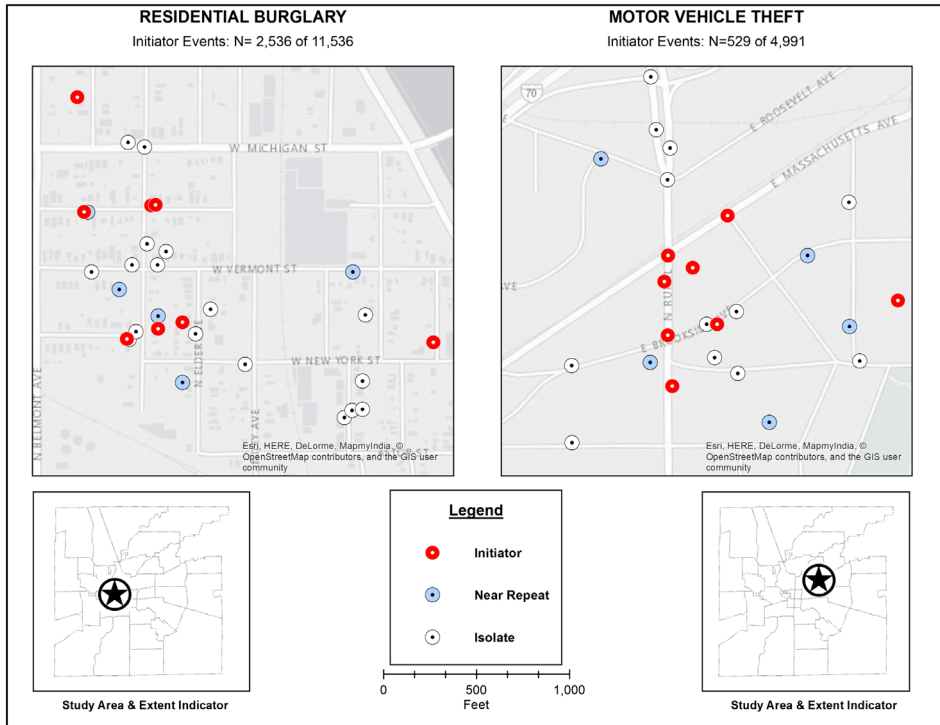 RESIDENTIAL BURGLARY
Initiator Events: N= 2,536 of 11,536
W MICHIGAN ST
W VERMONT ST
N ELDER
W NEW YORK ST
N BELMONT AVE
AVE
Esri, HERE, DeLorme, MapmyIndia, ©
OpenStreetMap contributors, and the GIS user
community
MOTOR VEHICLE THEFT
Initiator Events: N=529 of 4,991
70
E ROOSEVELT AVE
E MASSACHUSETTS AVE
AVE
N RU
E BROOKSI AVE
Esri, HERE, DeLorme, MapmyIndia, ©
OpenStreetMap contributors, and the GIS user
community
Study Area & Extent Indicator
Legend
Initiator
Near Repeat
Isolate
0 500 1,000
Feet
Study Area & Extent Indicator